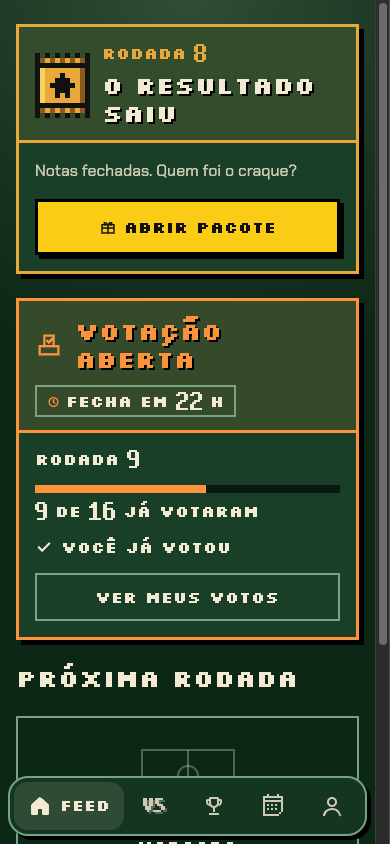 RODADA 8
O RESULTADO
SAIU
Notas fechadas. Quem foi o craque?
ABRIR PACOTE
VOTAÇÃO
ABERTA
FECHA EM 22 H
RODADA 9
9 DE 16 JÁ VOTARAM
VOCÊ JÁ VOTOU
VER MEUS VOTOS
PRÓXIMA RODADA
FEED
VS